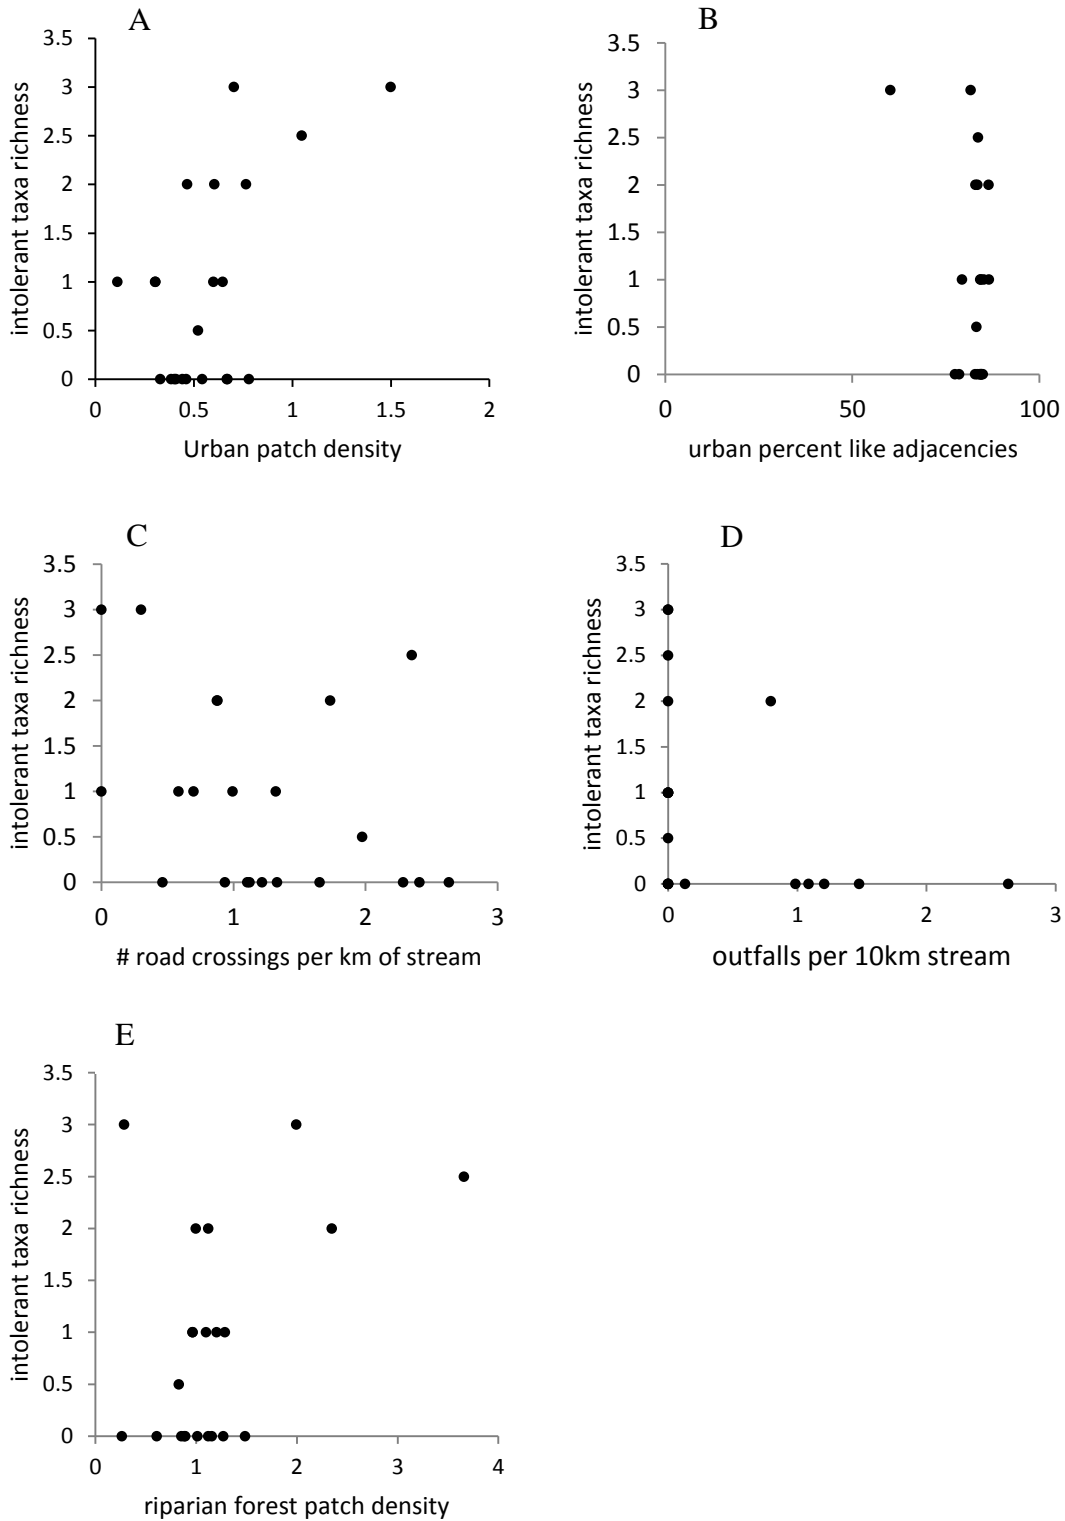 A
3.5
3
2.5
2
1.5
1
0.5
0
intolerant taxa richness
0 0.5 1 1.5 2
Urban patch density
B
3.5
3
2.5
2
1.5
1
0.5
0
intolerant taxa richness
0 50 100
urban percent like adjacencies
C
3.5
3
2.5
2
1.5
1
0.5
0
intolerant taxa richness
0 1 2 3
# road crossings per km of stream
D
3.5
3
2.5
2
1.5
1
0.5
0
intolerant taxa richness
0 1 2 3
outfalls per 10km stream
E
3.5
3
2.5
2
1.5
1
0.5
0
intolerant taxa richness
0 1 2 3 4
riparian forest patch density